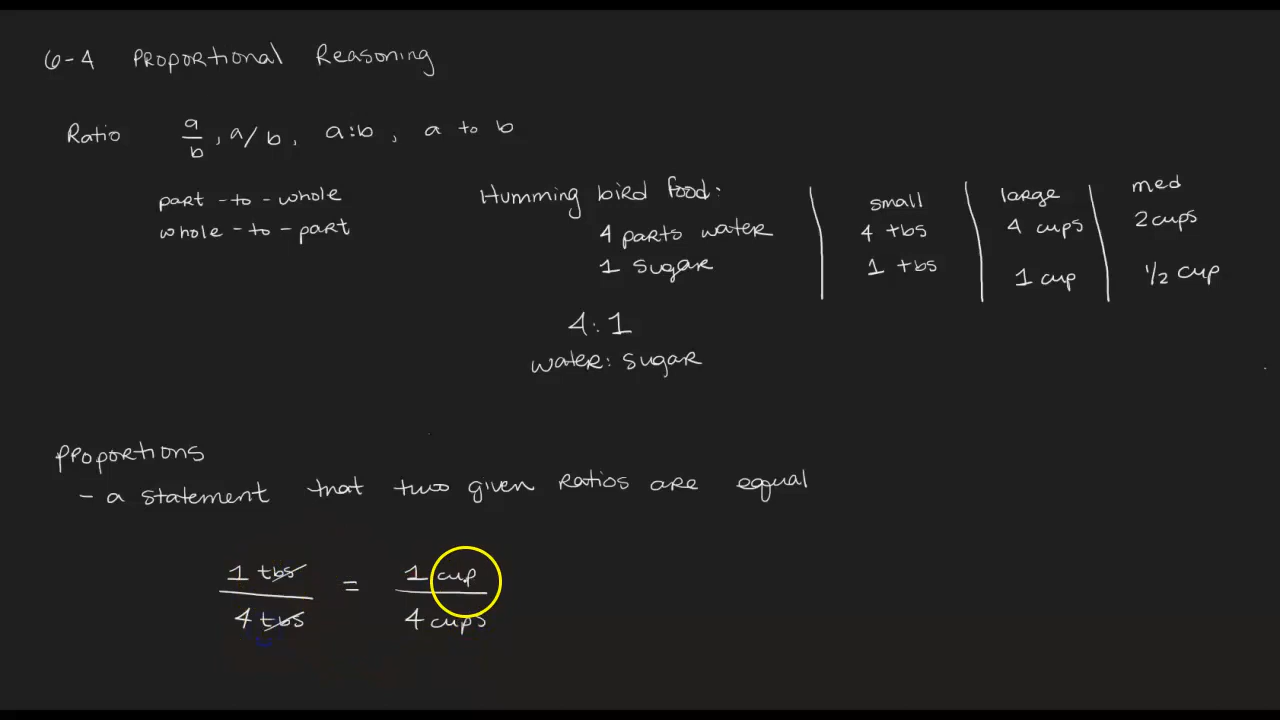 6-4 Proportional Reasoning
Ratio a/b, a/b, a:b, a to b
part-to-whole
whole-to-part
Humming bird food:
4 parts water
1 sugar
4:1
water: sugar
small
4 tbs
1 tbs
large
4 cups
1 cup
med
2 cups
1/2 cup
Proportions
- a statement that two given Ratios are equal
1 tbs = 1 cup
4 tbs 4 cups